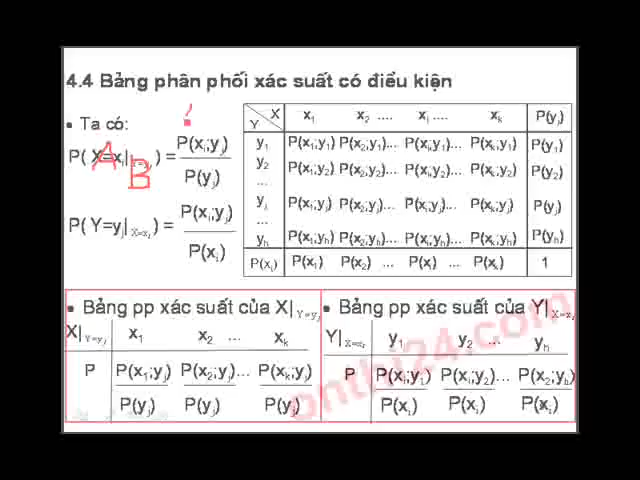 4.4 Bảng phân phối xác suất có điều kiện
• Ta có:
?
P( X=xᵢ|Y=yⱼ ) = P(xᵢ;yⱼ) / P(yⱼ)
A
B
P( Y=yⱼ|X=xᵢ ) = P(xᵢ;yⱼ) / P(xᵢ)
X Y x₁ x₂ .... xᵢ .... xₖ P(yⱼ)
y₁ P(x₁;y₁) P(x₂;y₁)... P(xᵢ;y₁)... P(xₖ;y₁) P(y₁)
y₂ P(x₁;y₂) P(x₂;y₂)... P(xᵢ;y₂)... P(xₖ;y₂) P(y₂)
...
yⱼ P(x₁;yⱼ) P(x₂;yⱼ)... P(xᵢ;yⱼ)... P(xₖ;yⱼ) P(yⱼ)
...
yₕ P(x₁;yₕ) P(x₂;yₕ)... P(xᵢ;yₕ)... P(xₖ;yₕ) P(yₕ)
P(xᵢ) P(x₁) P(x₂) ... P(xᵢ) ... P(xₖ) 1
• Bảng pp xác suất của X|Y=yⱼ
X|Y=yⱼ x₁ x₂ ... xₖ
P P(x₁;yⱼ) / P(yⱼ) P(x₂;yⱼ) / P(yⱼ) ... P(xₖ;yⱼ) / P(yⱼ)
• Bảng pp xác suất của Y|X=xᵢ
Y|X=xᵢ y₁ y₂ ... yₕ
P P(xᵢ;y₁) / P(xᵢ) P(xᵢ;y₂) / P(xᵢ) ... P(x₂;yₕ) / P(xᵢ)
onthi24.com